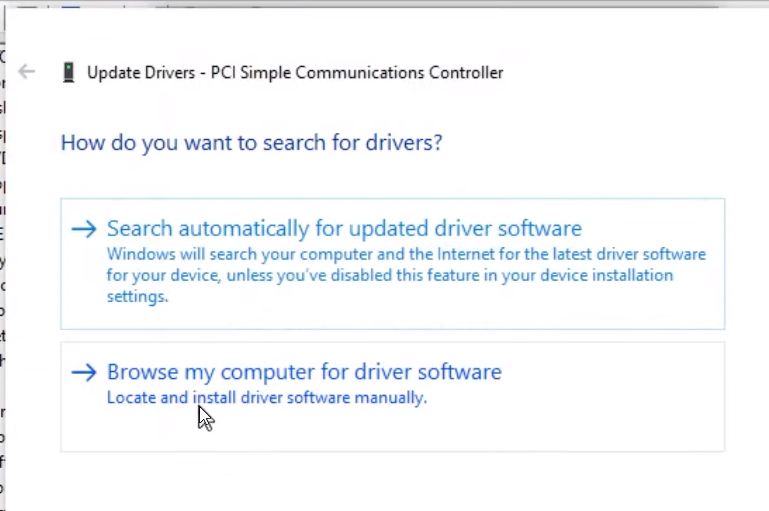 Update Drivers - PCI Simple Communications Controller
How do you want to search for drivers?
Search automatically for updated driver software
Windows will search your computer and the Internet for the latest driver software
for your device, unless you've disabled this feature in your device installation
settings.
Browse my computer for driver software
Locate and install driver software manually.